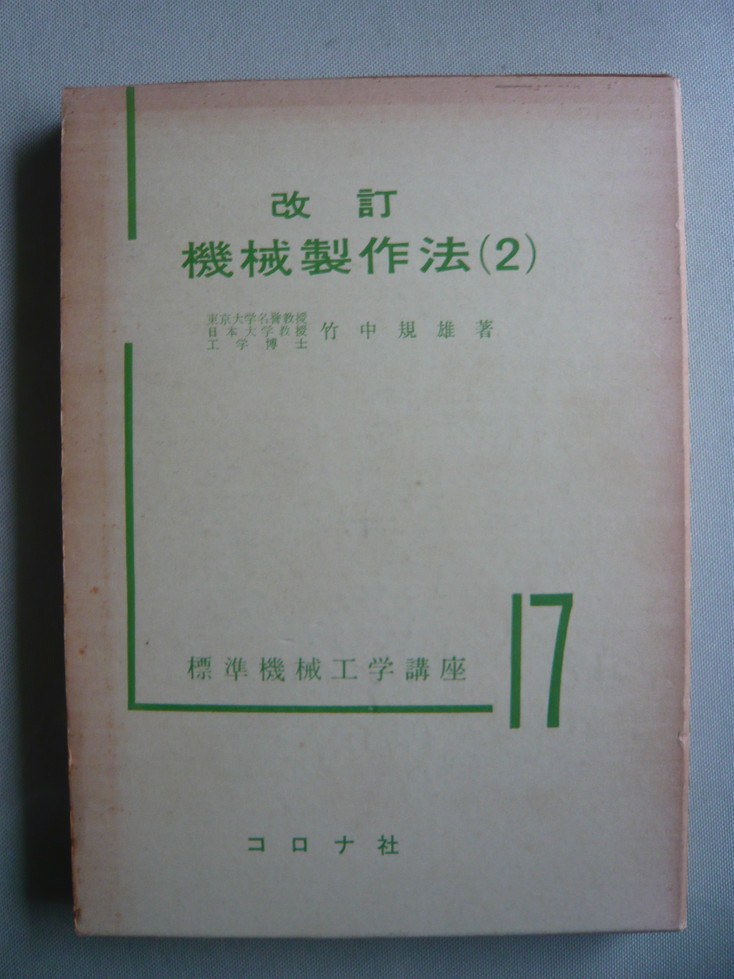 改訂
機械製作法(2)
東京大学名誉教授
日本大学教授
工学博士
竹中規雄著
標準機械工学講座
17
コロナ社